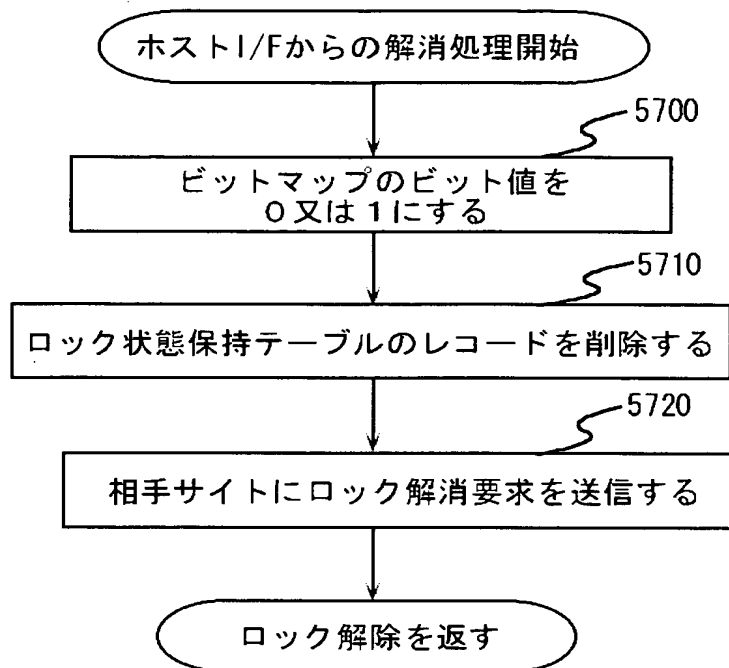 ホストI/Fからの解消処理開始
5700
ビットマップのビット値を
0又は1にする
5710
ロック状態保持テーブルのレコードを削除する
5720
相手サイトにロック解消要求を送信する
ロック解除を返す